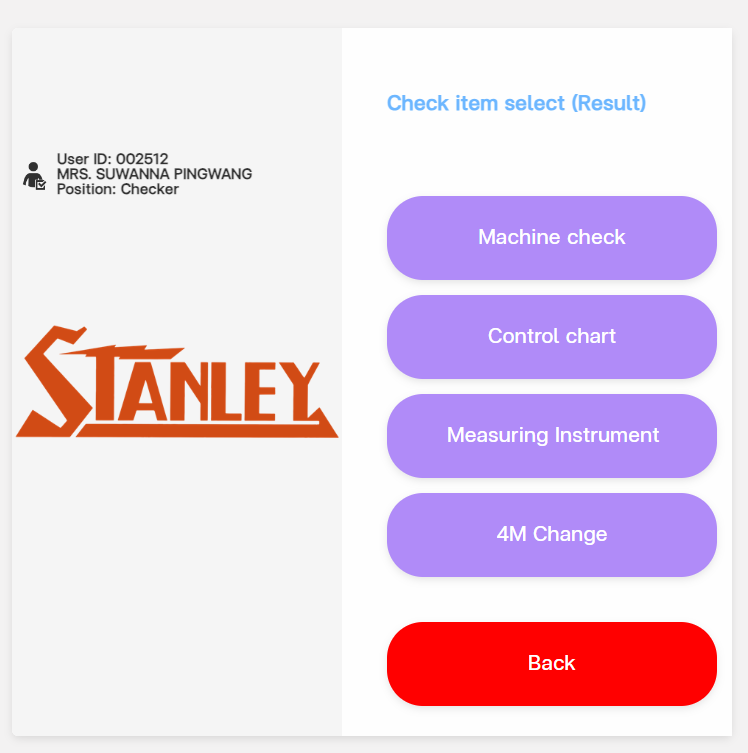 User ID: 002512
MRS. SUWANNA PINGWANG
Position: Checker
STANLEY
Check item select (Result)
Machine check
Control chart
Measuring Instrument
4M Change
Back